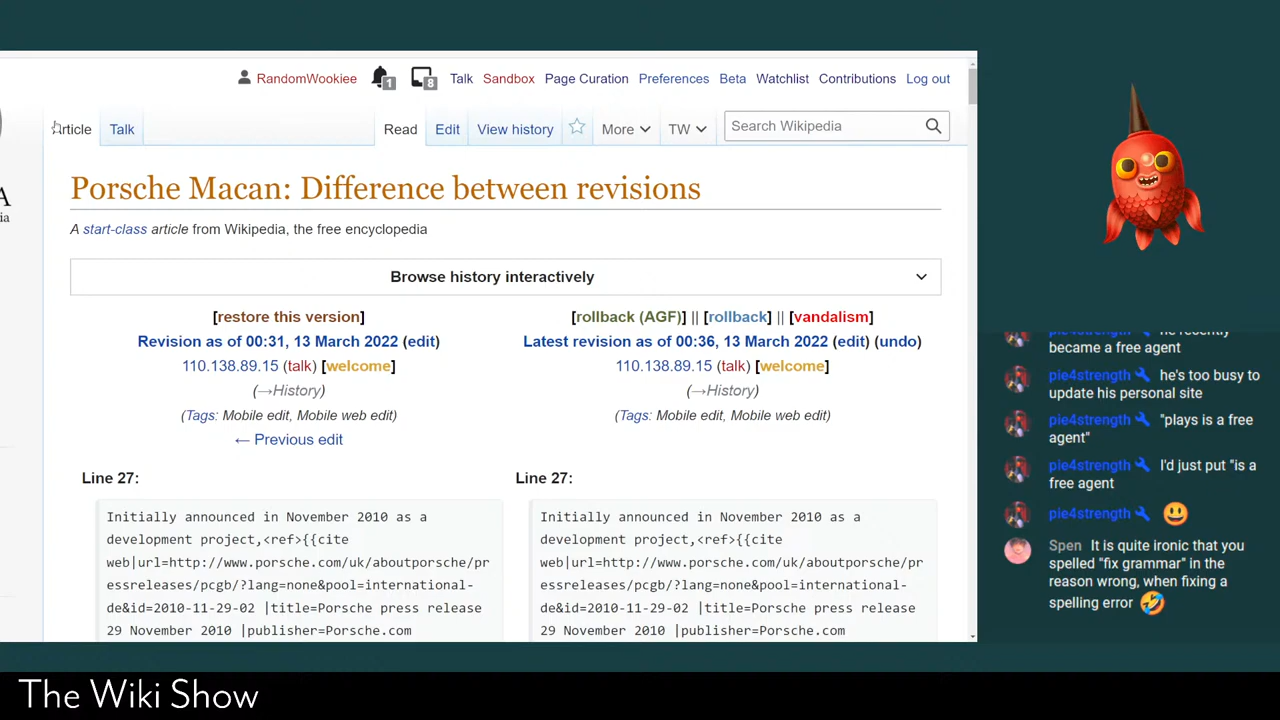 RandomWookiee 1 8 Talk Sandbox Page Curation Preferences Beta Watchlist Contributions Log out
Article Talk Read Edit View history More TW Search Wikipedia
A
ia
Porsche Macan: Difference between revisions
A start-class article from Wikipedia, the free encyclopedia
Browse history interactively
[restore this version]
Revision as of 00:31, 13 March 2022 (edit)
110.138.89.15 (talk) [welcome]
(→History)
(Tags: Mobile edit, Mobile web edit)
← Previous edit
[rollback (AGF)] || [rollback] || [vandalism]
Latest revision as of 00:36, 13 March 2022 (edit) (undo)
110.138.89.15 (talk) [welcome]
(→History)
(Tags: Mobile edit, Mobile web edit)
Line 27:
Initially announced in November 2010 as a
development project,<ref>{{cite
web|url=http://www.porsche.com/uk/aboutporsche/pr
essreleases/pcgb/?lang=none&pool=international-
de&id=2010-11-29-02 |title=Porsche press release
29 November 2010 |publisher=Porsche.com
Line 27:
Initially announced in November 2010 as a
development project,<ref>{{cite
web|url=http://www.porsche.com/uk/aboutporsche/pr
essreleases/pcgb/?lang=none&pool=international-
de&id=2010-11-29-02 |title=Porsche press release
29 November 2010 |publisher=Porsche.com
pie4strength he recently
became a free agent
pie4strength he's too busy to
update his personal site
pie4strength "plays is a free
agent"
pie4strength I'd just put "is a
free agent
pie4strength 😃
Spen It is quite ironic that you
spelled "fix grammar" in the
reason wrong, when fixing a
spelling error 🤣
The Wiki Show